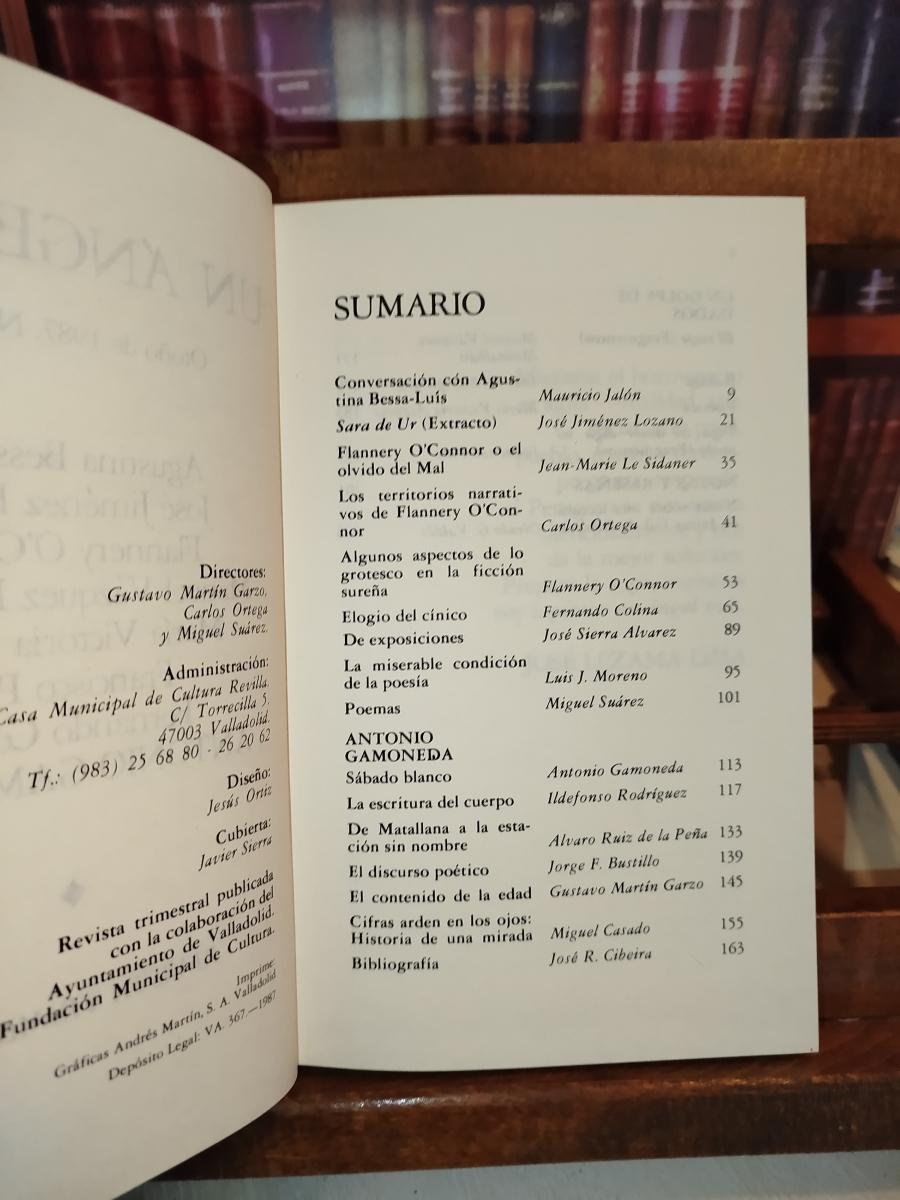 Directores:
Gustavo Martín Garzo,
Carlos Ortega
y Miguel Suárez.
Administración:
Casa Municipal de Cultura Revilla.
C/ Torrecilla 5.
47003 Valladolid.
Tf.: (983) 25 68 80 - 26 20 62
Diseño:
Jesús Ortiz
Cubierta:
Javier Sierra
Revista trimestral publicada
con la colaboración del
Ayuntamiento de Valladolid.
Fundación Municipal de Cultura.
Imprime:
Gráficas Andrés Martín, S. A. Valladolid
Depósito Legal: VA. 367.—1987
SUMARIO
Conversación cón Agus-
tina Bessa-Luís Mauricio Jalón 9
Sara de Ur (Extracto) José Jiménez Lozano 21
Flannery O'Connor o el
olvido del Mal Jean-Marie Le Sidaner 35
Los territorios narrati-
vos de Flannery O'Con-
nor Carlos Ortega 41
Algunos aspectos de lo
grotesco en la ficción
sureña Flannery O'Connor 53
Elogio del cínico Fernando Colina 65
De exposiciones José Sierra Alvarez 89
La miserable condición
de la poesía Luis J. Moreno 95
Poemas Miguel Suárez 101
ANTONIO
GAMONEDA
Sábado blanco Antonio Gamoneda 113
La escritura del cuerpo Ildefonso Rodríguez 117
De Matallana a la esta-
ción sin nombre Alvaro Ruiz de la Peña 133
El discurso poético Jorge F. Bustillo 139
El contenido de la edad Gustavo Martín Garzo 145
Cifras arden en los ojos:
Historia de una mirada Miguel Casado 155
Bibliografía José R. Cibeira 163